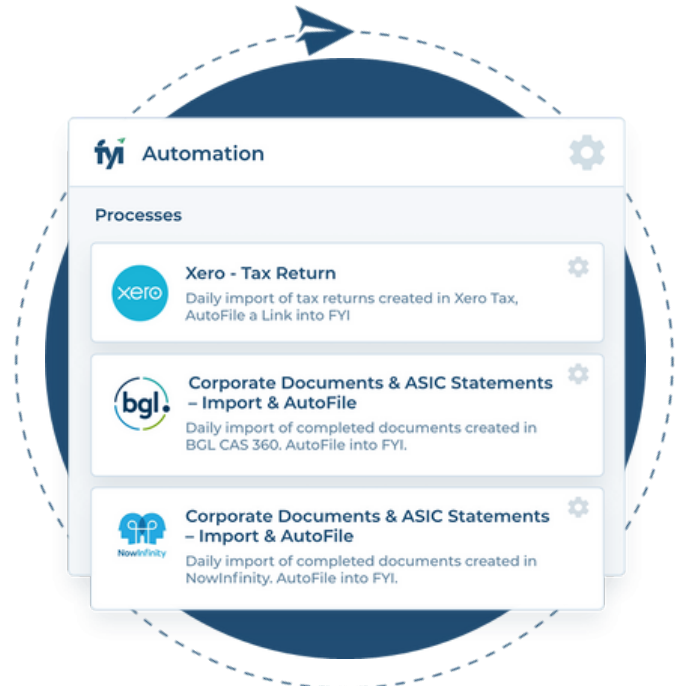 fyi Automation
Processes
xero
Xero - Tax Return
Daily import of tax returns created in Xero Tax,
AutoFile a Link into FYI
bgl.
Corporate Documents & ASIC Statements
– Import & AutoFile
Daily import of completed documents created in
BGL CAS 360. AutoFile into FYI.
NowInfinity
Corporate Documents & ASIC Statements
– Import & AutoFile
Daily import of completed documents created in
NowInfinity. AutoFile into FYI.